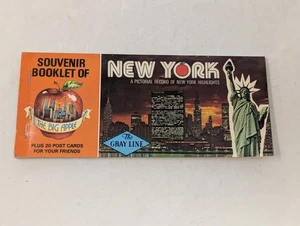 SOUVENIR
BOOKLET OF
THE BIG APPLE
PLUS 20 POST CARDS
FOR YOUR FRIENDS
NEW YORK
A PICTORIAL RECORD OF NEW YORK HIGHLIGHTS
The
GRAY LINE